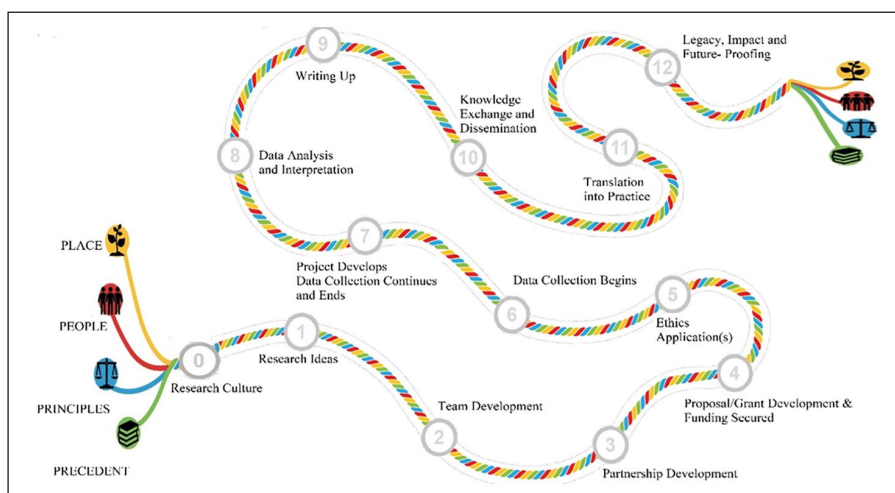 9
Writing Up
Legacy, Impact and
Future- Proofing
12
Knowledge
Exchange and
Dissemination
8
Data Analysis
and Interpretation
10
11
Translation
into Practice
7
Project Develops
Data Collection Continues
and Ends
PLACE
PEOPLE
PRINCIPLES
PRECEDENT
0
Research Culture
1
Research Ideas
Data Collection Begins
6
5
Ethics
Application(s)
Team Development
2
4
Proposal/Grant Development &
Funding Secured
3
Partnership Development